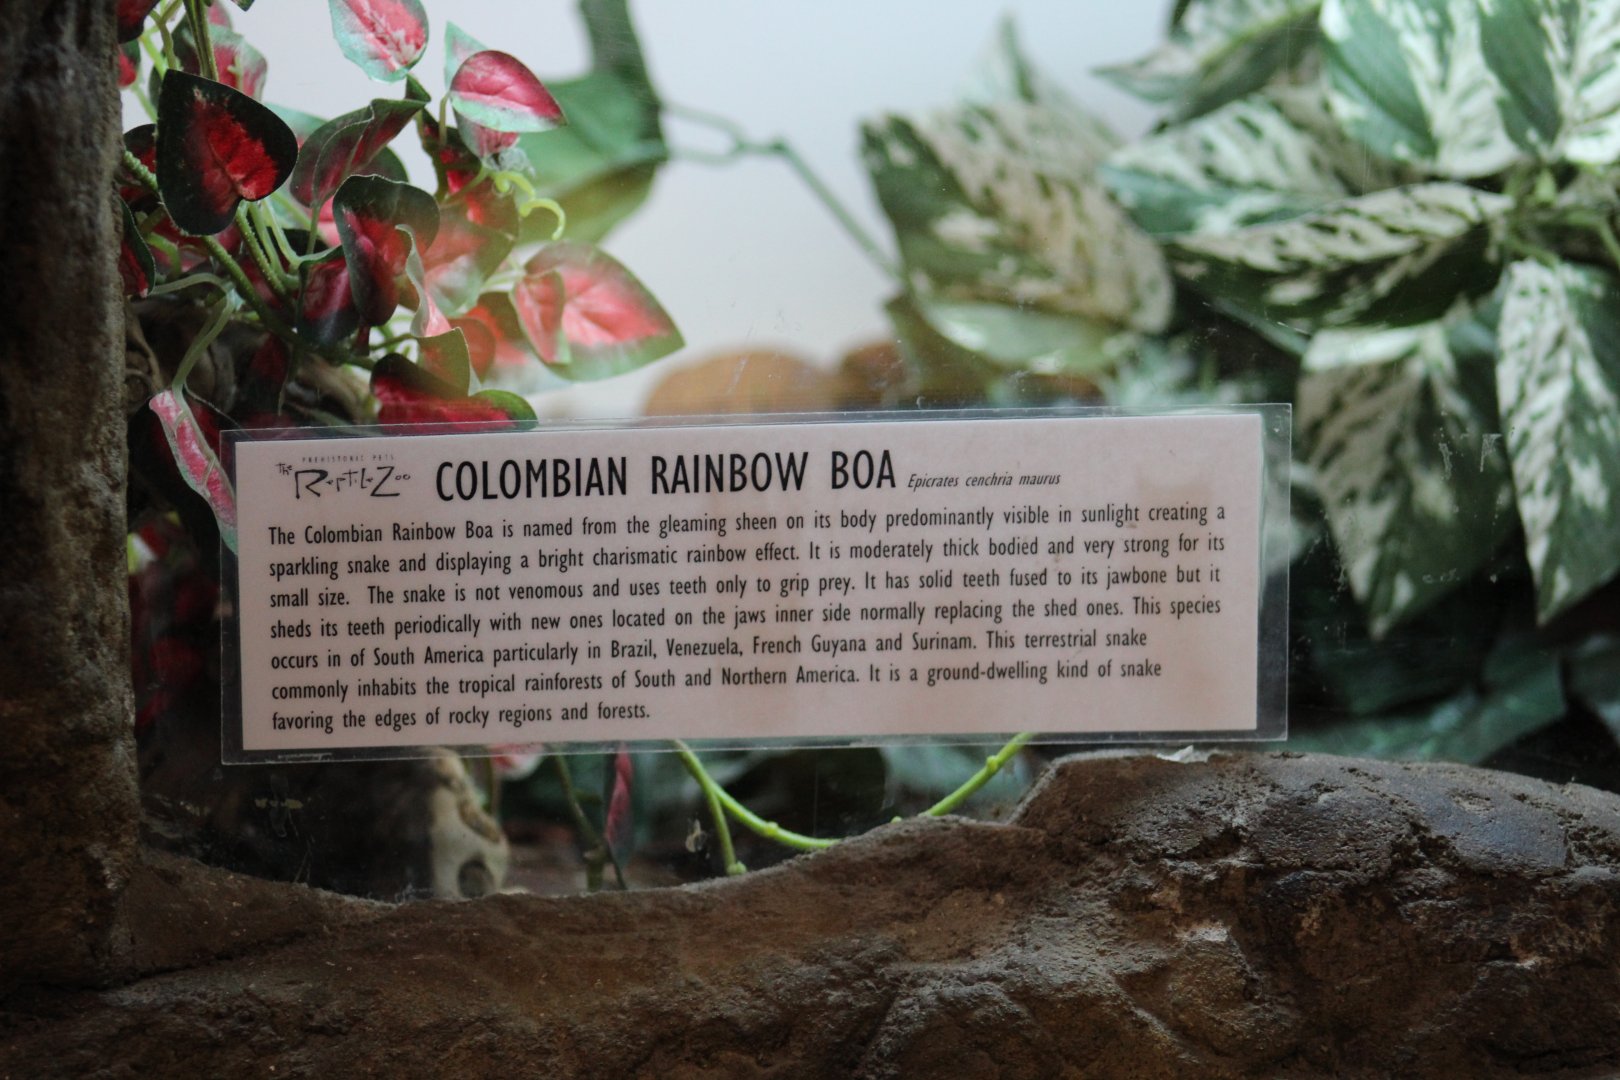 PREHISTORIC PETS
The ReptileZoo
COLOMBIAN RAINBOW BOA Epicrates cenchria maurus
The Colombian Rainbow Boa is named from the gleaming sheen on its body predominantly visible in sunlight creating a
sparkling snake and displaying a bright charismatic rainbow effect. It is moderately thick bodied and very strong for its
small size. The snake is not venomous and uses teeth only to grip prey. It has solid teeth fused to its jawbone but it
sheds its teeth periodically with new ones located on the jaws inner side normally replacing the shed ones. This species
occurs in of South America particularly in Brazil, Venezuela, French Guyana and Surinam. This terrestrial snake
commonly inhabits the tropical rainforests of South and Northern America. It is a ground-dwelling kind of snake
favoring the edges of rocky regions and forests.